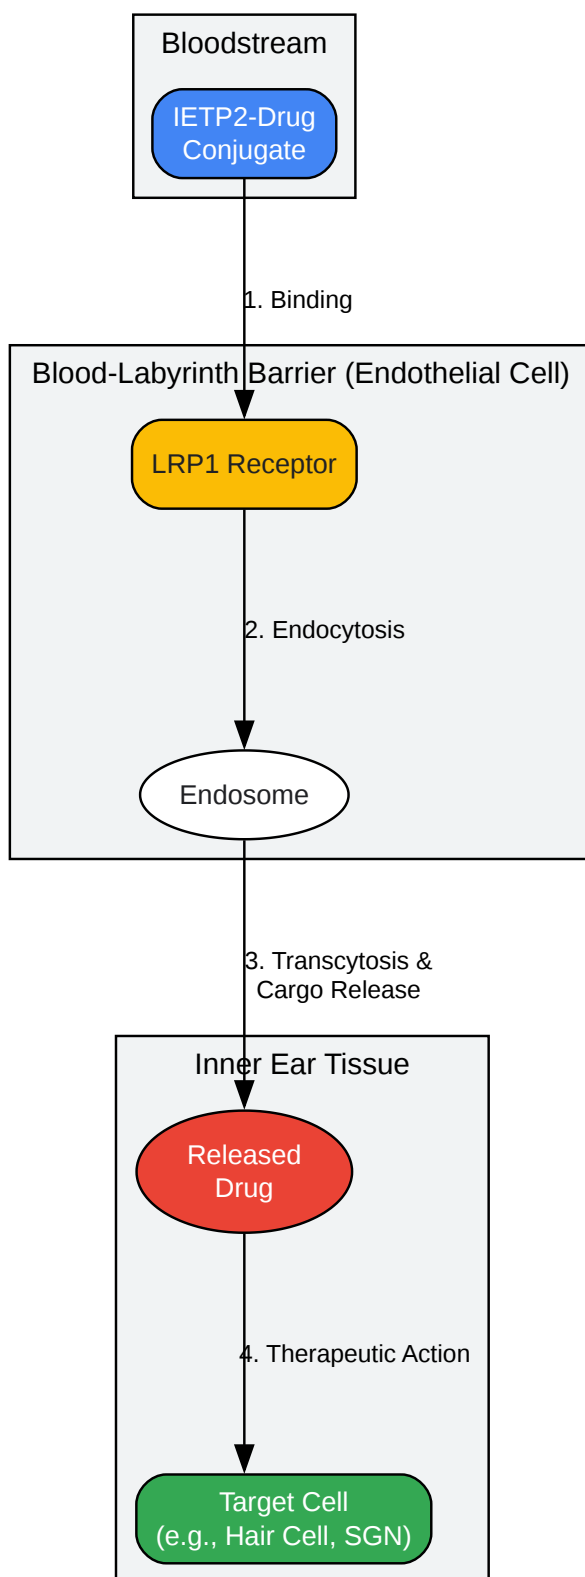 Bloodstream
IETP2-Drug
Conjugate
1. Binding
Blood-Labyrinth Barrier (Endothelial Cell)
LRP1 Receptor
2. Endocytosis
Endosome
3. Transcytosis &
Cargo Release
Inner Ear Tissue
Released
Drug
4. Therapeutic Action
Target Cell
(e.g., Hair Cell, SGN)